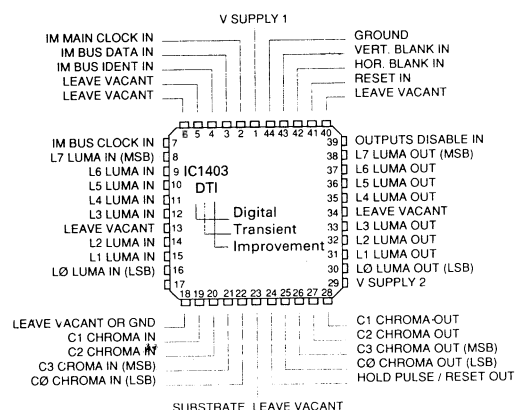 V SUPPLY 1
IM MAIN CLOCK IN
IM BUS DATA IN
IM BUS IDENT IN
LEAVE VACANT
LEAVE VACANT
GROUND
VERT. BLANK IN
HOR. BLANK IN
RESET IN
LEAVE VACANT
6 5 4 3 2 1 44 43 42 41 40
IM BUS CLOCK IN 7
L7 LUMA IN (MSB) 8
L6 LUMA IN 9
L5 LUMA IN 10
L4 LUMA IN 11
L3 LUMA IN 12
LEAVE VACANT 13
L2 LUMA IN 14
L1 LUMA IN 15
LØ LUMA IN (LSB) 16
17
IC1403
DTI
Digital
Transient
Improvement
39 OUTPUTS DISABLE IN
38 L7 LUMA OUT (MSB)
37 L6 LUMA OUT
36 L5 LUMA OUT
35 L4 LUMA OUT
34 LEAVE VACANT
33 L3 LUMA OUT
32 L2 LUMA OUT
31 L1 LUMA OUT
30 LØ LUMA OUT (LSB)
29 V SUPPLY 2
18 19 20 21 22 23 24 25 26 27 28
LEAVE VACANT OR GND
C1 CHROMA IN
C2 CHROMA IN
C3 CROMA IN (MSB)
CØ CHROMA IN (LSB)
C1 CHROMA OUT
C2 CHROMA OUT
C3 CHROMA OUT (MSB)
CØ CHROMA OUT (LSB)
HOLD PULSE / RESET OUT
SUBSTRATE LEAVE VACANT